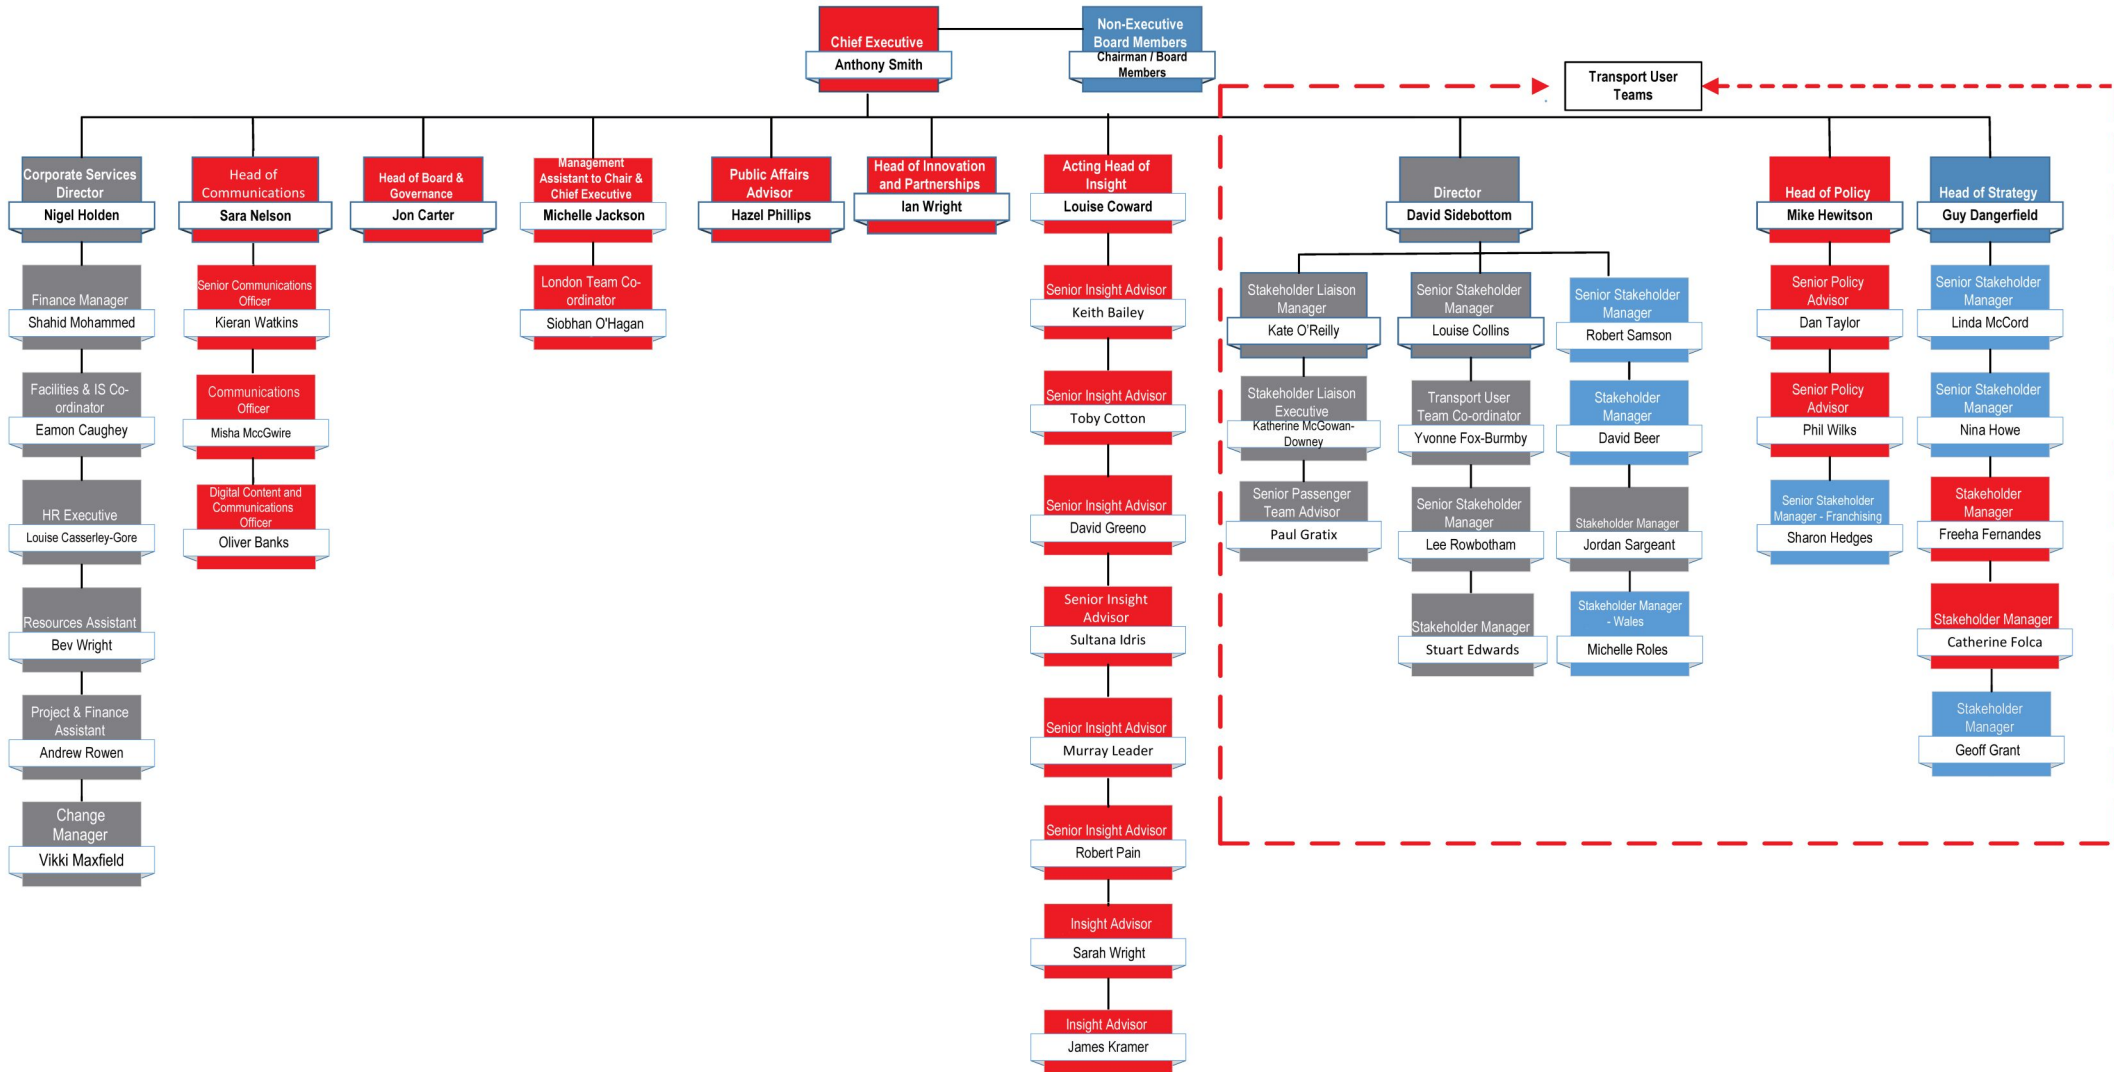 Chief Executive
Anthony Smith
Non-Executive
Board Members
Chairman / Board
Members
Transport User
Teams
Corporate Services
Director
Nigel Holden
Finance Manager
Shahid Mohammed
Facilities & IS Co-
ordinator
Eamon Caughey
HR Executive
Louise Casserley-Gore
Resources Assistant
Bev Wright
Project & Finance
Assistant
Andrew Rowen
Change
Manager
Vikki Maxfield
Head of
Communications
Sara Nelson
Senior Communications
Officer
Kieran Watkins
Communications
Officer
Misha MccGwire
Digital Content and
Communications
Officer
Oliver Banks
Head of Board &
Governance
Jon Carter
Management
Assistant to Chair &
Chief Executive
Michelle Jackson
London Team Co-
ordinator
Siobhan O'Hagan
Public Affairs
Advisor
Hazel Phillips
Head of Innovation
and Partnerships
Ian Wright
Acting Head of
Insight
Louise Coward
Senior Insight Advisor
Keith Bailey
Senior Insight Advisor
Toby Cotton
Senior Insight Advisor
David Greeno
Senior Insight
Advisor
Sultana Idris
Senior Insight Advisor
Murray Leader
Senior Insight Advisor
Robert Pain
Insight Advisor
Sarah Wright
Insight Advisor
James Kramer
Director
David Sidebottom
Stakeholder Liaison
Manager
Kate O'Reilly
Stakeholder Liaison
Executive
Katherine McGowan-
Downey
Senior Passenger
Team Advisor
Paul Gratix
Senior Stakeholder
Manager
Louise Collins
Transport User
Team Co-ordinator
Yvonne Fox-Burmby
Senior Stakeholder
Manager
Lee Rowbotham
Stakeholder Manager
Stuart Edwards
Senior Stakeholder
Manager
Robert Samson
Stakeholder
Manager
David Beer
Stakeholder Manager
Jordan Sargeant
Stakeholder Manager
- Wales
Michelle Roles
Head of Policy
Mike Hewitson
Senior Policy
Advisor
Dan Taylor
Senior Policy
Advisor
Phil Wilks
Senior Stakeholder
Manager - Franchising
Sharon Hedges
Head of Strategy
Guy Dangerfield
Senior Stakeholder
Manager
Linda McCord
Senior Stakeholder
Manager
Nina Howe
Stakeholder
Manager
Freeha Fernandes
Stakeholder Manager
Catherine Folca
Stakeholder
Manager
Geoff Grant